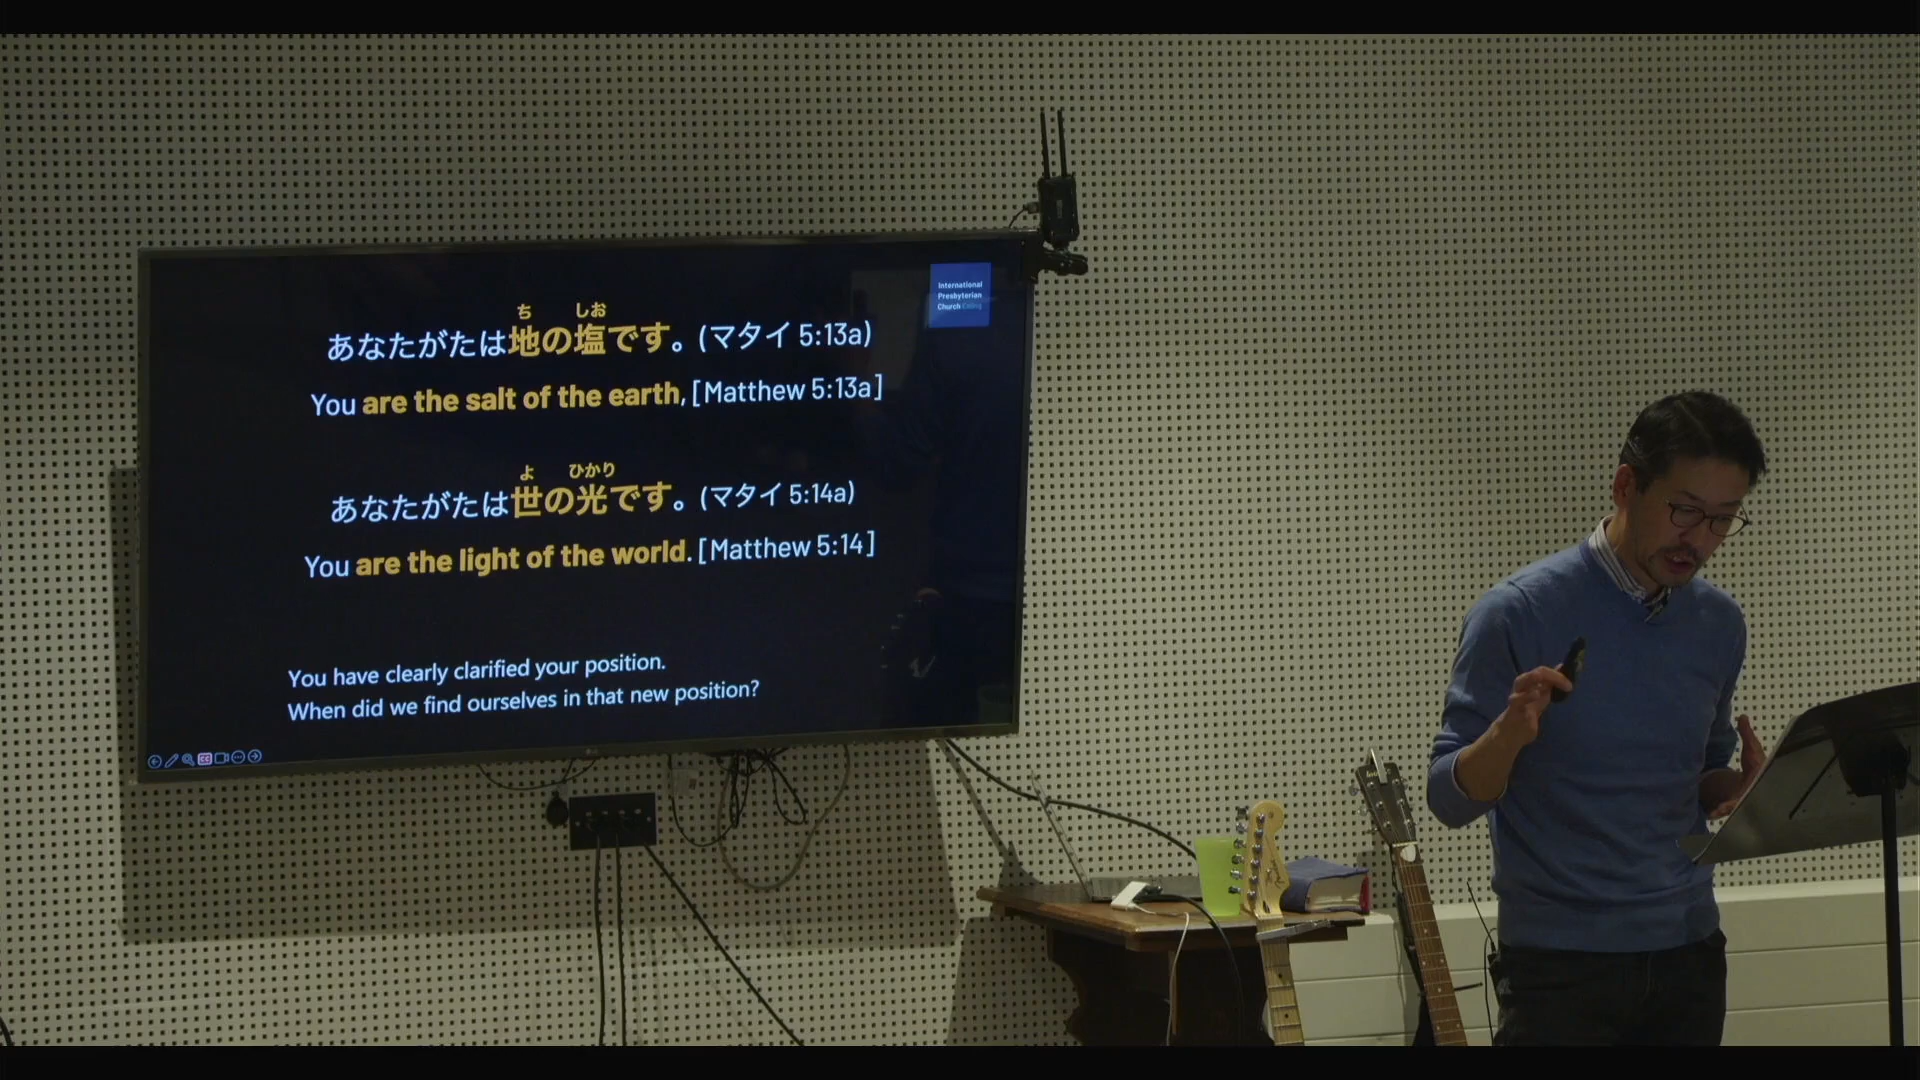 International
Presbyterian
Church Ealing
ち しお
あなたがたは地の塩です。(マタイ 5:13a)
You are the salt of the earth, [Matthew 5:13a]
よ ひかり
あなたがたは世の光です。(マタイ 5:14a)
You are the light of the world. [Matthew 5:14]
You have clearly clarified your position.
When did we find ourselves in that new position?
CC